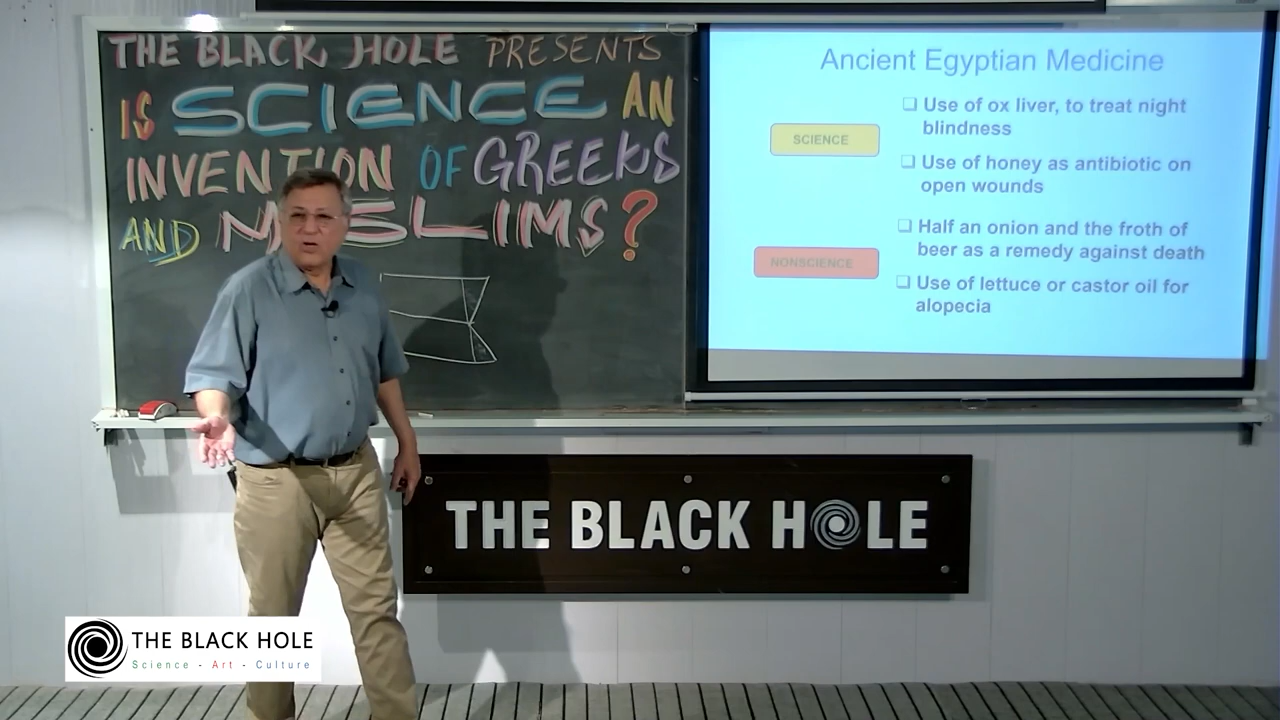 THE BLACK HOLE PRESENTS
IS SCIENCE AN
INVENTION OF GREEKS
AND MUSLIMS?
Ancient Egyptian Medicine
SCIENCE
❑ Use of ox liver, to treat night
blindness
❑ Use of honey as antibiotic on
open wounds
NONSCIENCE
❑ Half an onion and the froth of
beer as a remedy against death
❑ Use of lettuce or castor oil for
alopecia
THE BLACK HOLE
THE BLACK HOLE
Science - Art - Culture